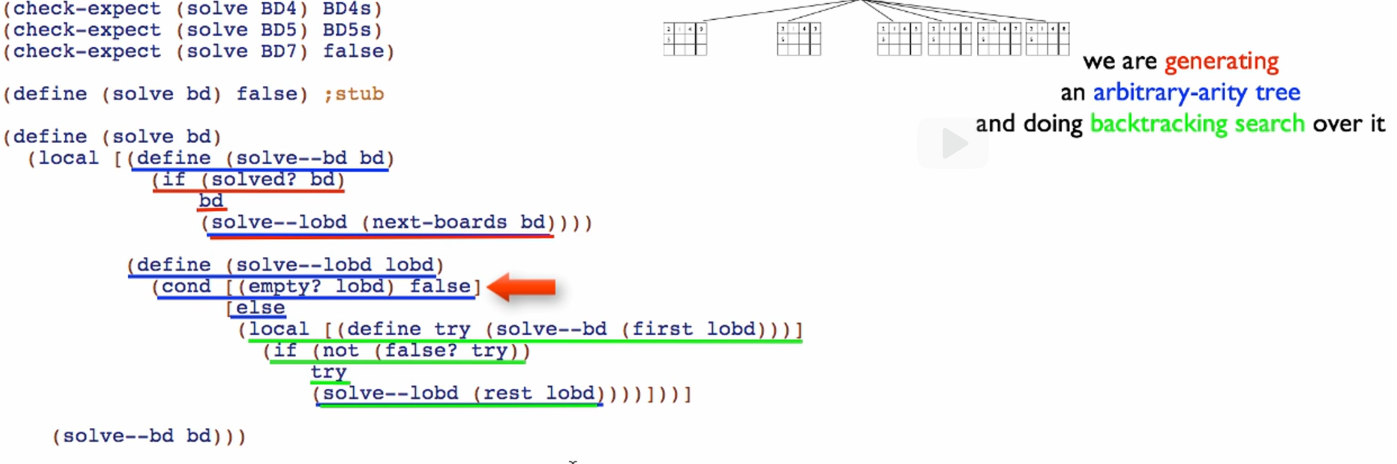 (check-expect (solve BD4) BD4s)
(check-expect (solve BD5) BD5s)
(check-expect (solve BD7) false)
(define (solve bd) false) ;stub
(define (solve bd)
(local [(define (solve--bd bd)
(if (solved? bd)
bd
(solve--lobd (next-boards bd))))
(define (solve--lobd lobd)
(cond [(empty? lobd) false]
[else
(local [(define try (solve--bd (first lobd)))]
(if (not (false? try))
try
(solve--lobd (rest lobd))))]))]
(solve--bd bd)))
we are generating
an arbitrary-arity tree
and doing backtracking search over it